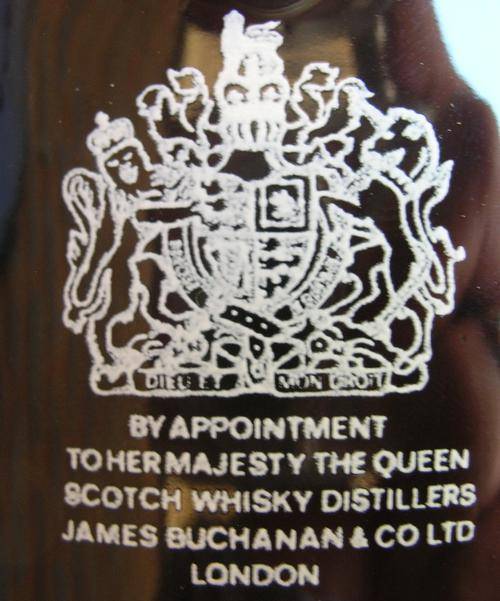 DIEU ET MON DROIT
BY APPOINTMENT
TO HER MAJESTY THE QUEEN
SCOTCH WHISKY DISTILLERS
JAMES BUCHANAN & CO LTD
LONDON